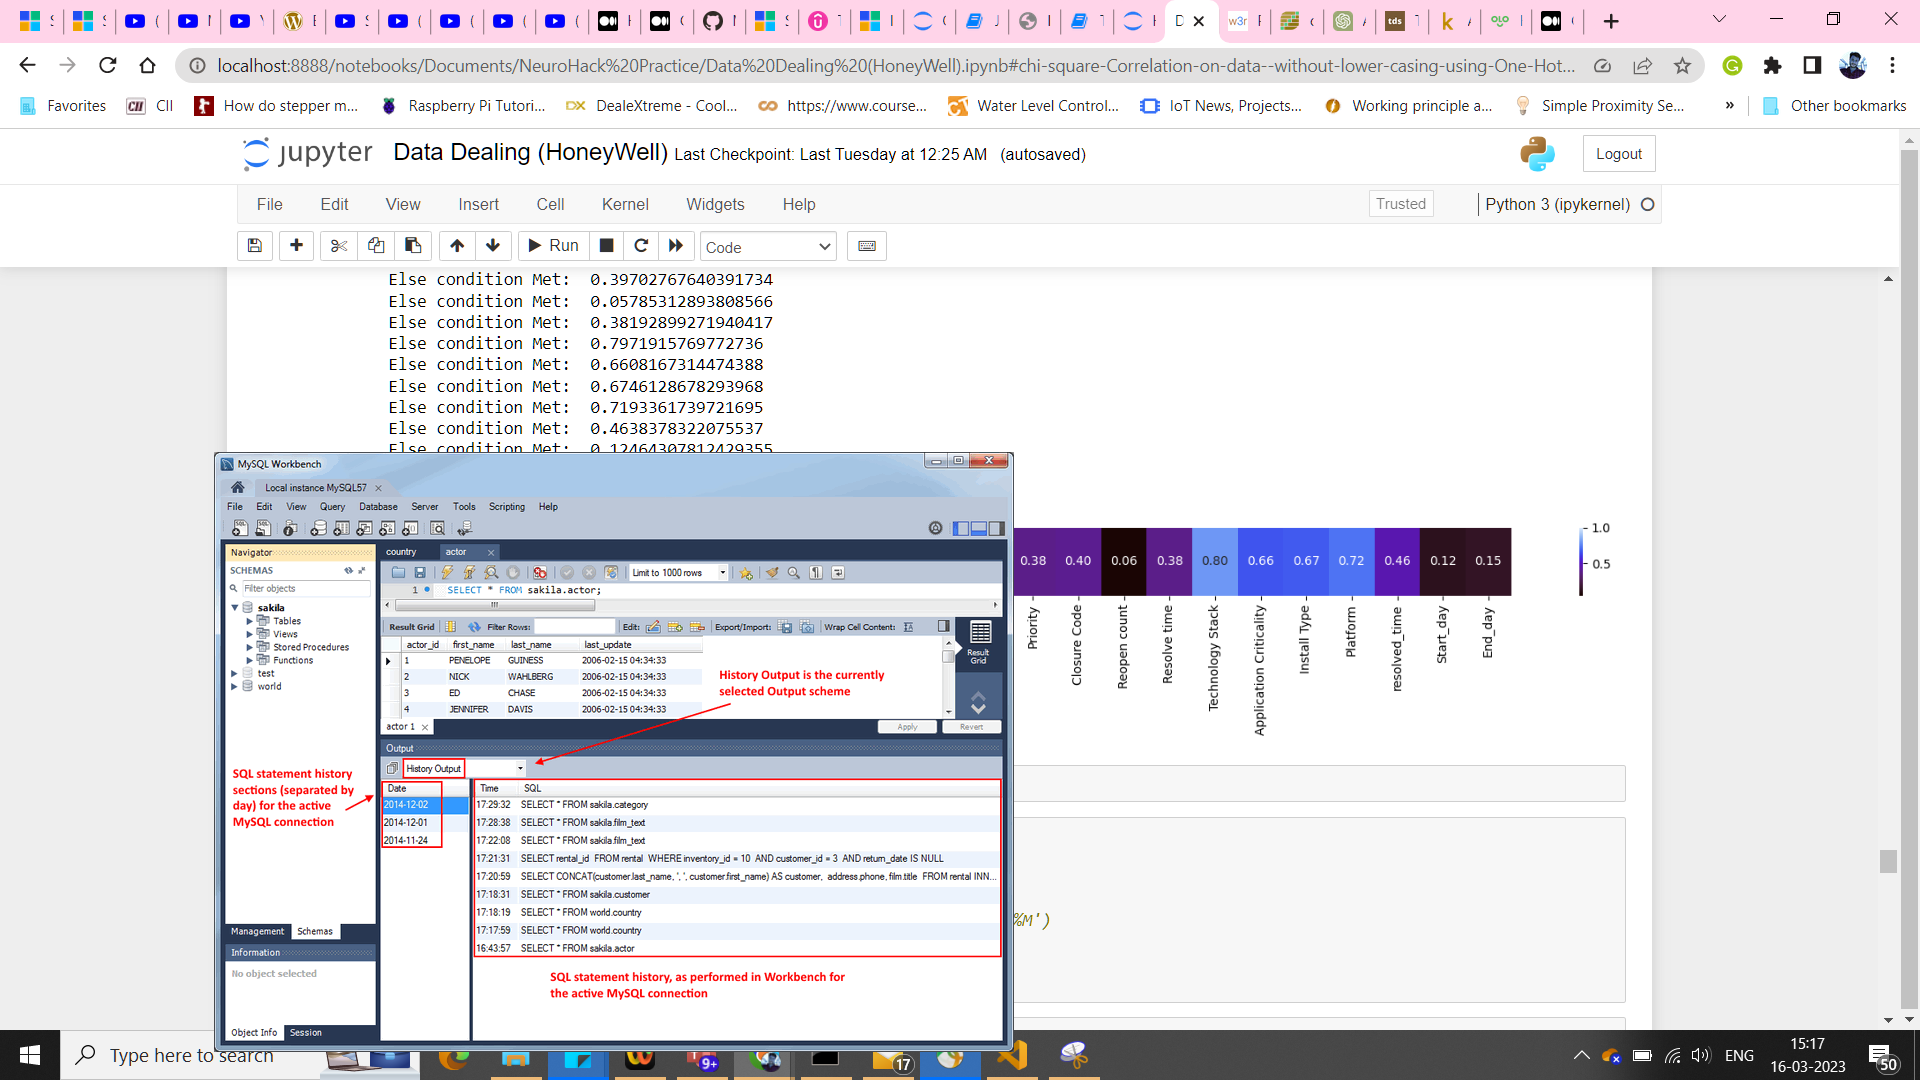 localhost:8888/notebooks/Documents/NeuroHack%20Practice/Data%20Dealing%20(HoneyWell).ipynb#chi-square-Correlation-on-data--without-lower-casing-using-One-Hot...
Favorites
CII
How do stepper m...
Raspberry Pi Tutori...
DX DealeXtreme - Cool...
https://www.course...
Water Level Control...
IoT News, Projects...
Working principle a...
Simple Proximity Se...
»
Other bookmarks
jupyter
Data Dealing (HoneyWell)
Last Checkpoint: Last Tuesday at 12:25 AM (autosaved)
Logout
File Edit View Insert Cell Kernel Widgets Help
Trusted
Python 3 (ipykernel)
Run
Code
Else condition Met: 0.39702767640391734
Else condition Met: 0.05785312893808566
Else condition Met: 0.38192899271940417
Else condition Met: 0.7971915769772736
Else condition Met: 0.6608167314474388
Else condition Met: 0.6746128678293968
Else condition Met: 0.7193361739721695
Else condition Met: 0.4638378322075537
Else condition Met: 0.12464307812429355
MySQL Workbench
Local instance MySQL57
File Edit View Query Database Server Tools Scripting Help
Navigator
SCHEMAS
Filter objects
sakila
Tables
Views
Stored Procedures
Functions
test
world
Management Schemas
Information
No object selected
Object Info Session
country actor
Limit to 1000 rows
1 SELECT * FROM sakila.actor;
Result Grid Filter Rows: Edit: Export/Import: Wrap Cell Content:
actor_id first_name last_name last_update
1 PENELOPE GUINESS 2006-02-15 04:34:33
2 NICK WAHLBERG 2006-02-15 04:34:33
3 ED CHASE 2006-02-15 04:34:33
4 JENNIFER DAVIS 2006-02-15 04:34:33
Result
Grid
History Output is the currently
selected Output scheme
actor 1
Apply
Revert
Output
History Output
SQL statement history
sections (separated by
day) for the active
MySQL connection
Date
2014-12-02
2014-12-01
2014-11-24
Time SQL
17:29:32 SELECT * FROM sakila.category
17:28:38 SELECT * FROM sakila.film_text
17:22:08 SELECT * FROM sakila.film_text
17:21:31 SELECT rental_id FROM rental WHERE inventory_id = 10 AND customer_id = 3 AND return_date IS NULL
17:20:59 SELECT CONCAT(customer.last_name, ', ', customer.first_name) AS customer, address.phone, film.title FROM rental INN...
17:18:31 SELECT * FROM sakila.customer
17:18:19 SELECT * FROM world.country
17:17:59 SELECT * FROM world.country
16:43:57 SELECT * FROM sakila.actor
SQL statement history, as performed in Workbench for
the active MySQL connection
0.38 0.40 0.06 0.38 0.80 0.66 0.67 0.72 0.46 0.12 0.15
1.0
0.5
Priority
Closure Code
Reopen count
Resolve time
Technology Stack
Application Criticality
Install Type
Platform
resolved_time
Start_day
End_day
%M')
Type here to search
9+
17
ENG
15:17
16-03-2023
50